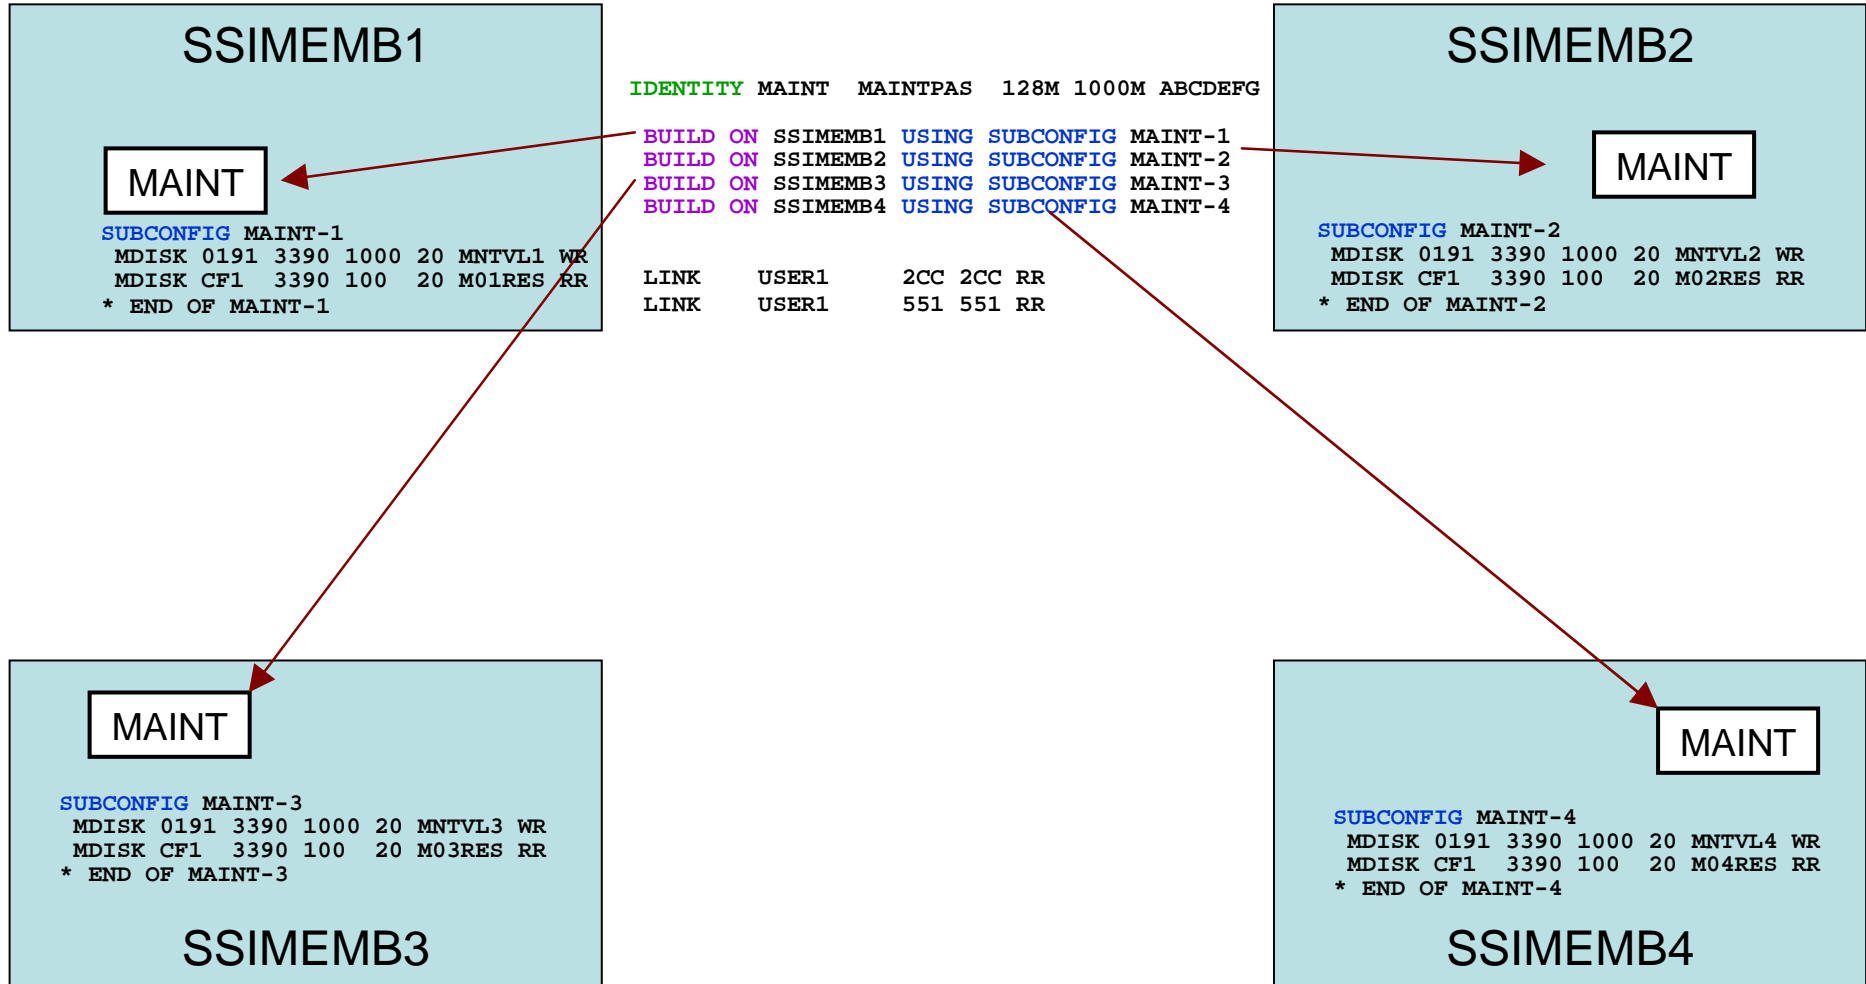 SSIMEMB1
MAINT
SUBCONFIG MAINT-1
MDISK 0191 3390 1000 20 MNTVL1 WR
MDISK CF1 3390 100 20 M01RES RR
* END OF MAINT-1
IDENTITY MAINT MAINTPAS 128M 1000M ABCDEFG
BUILD ON SSIMEMB1 USING SUBCONFIG MAINT-1
BUILD ON SSIMEMB2 USING SUBCONFIG MAINT-2
BUILD ON SSIMEMB3 USING SUBCONFIG MAINT-3
BUILD ON SSIMEMB4 USING SUBCONFIG MAINT-4
LINK USER1 2CC 2CC RR
LINK USER1 551 551 RR
SSIMEMB2
MAINT
SUBCONFIG MAINT-2
MDISK 0191 3390 1000 20 MNTVL2 WR
MDISK CF1 3390 100 20 M02RES RR
* END OF MAINT-2
MAINT
SUBCONFIG MAINT-3
MDISK 0191 3390 1000 20 MNTVL3 WR
MDISK CF1 3390 100 20 M03RES RR
* END OF MAINT-3
SSIMEMB3
MAINT
SUBCONFIG MAINT-4
MDISK 0191 3390 1000 20 MNTVL4 WR
MDISK CF1 3390 100 20 M04RES RR
* END OF MAINT-4
SSIMEMB4